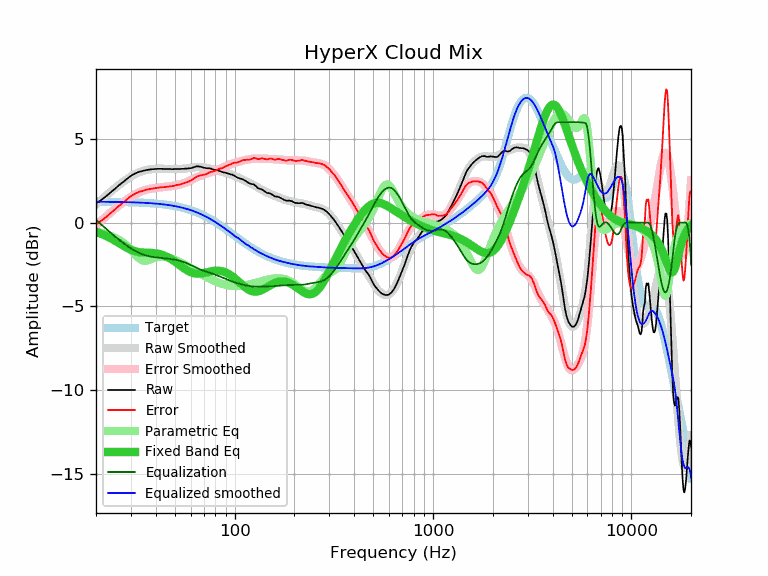 HyperX Cloud Mix
Amplitude (dBr)
5
0
−5
−10
−15
Target
Raw Smoothed
Error Smoothed
Raw
Error
Parametric Eq
Fixed Band Eq
Equalization
Equalized smoothed
100
1000
10000
Frequency (Hz)